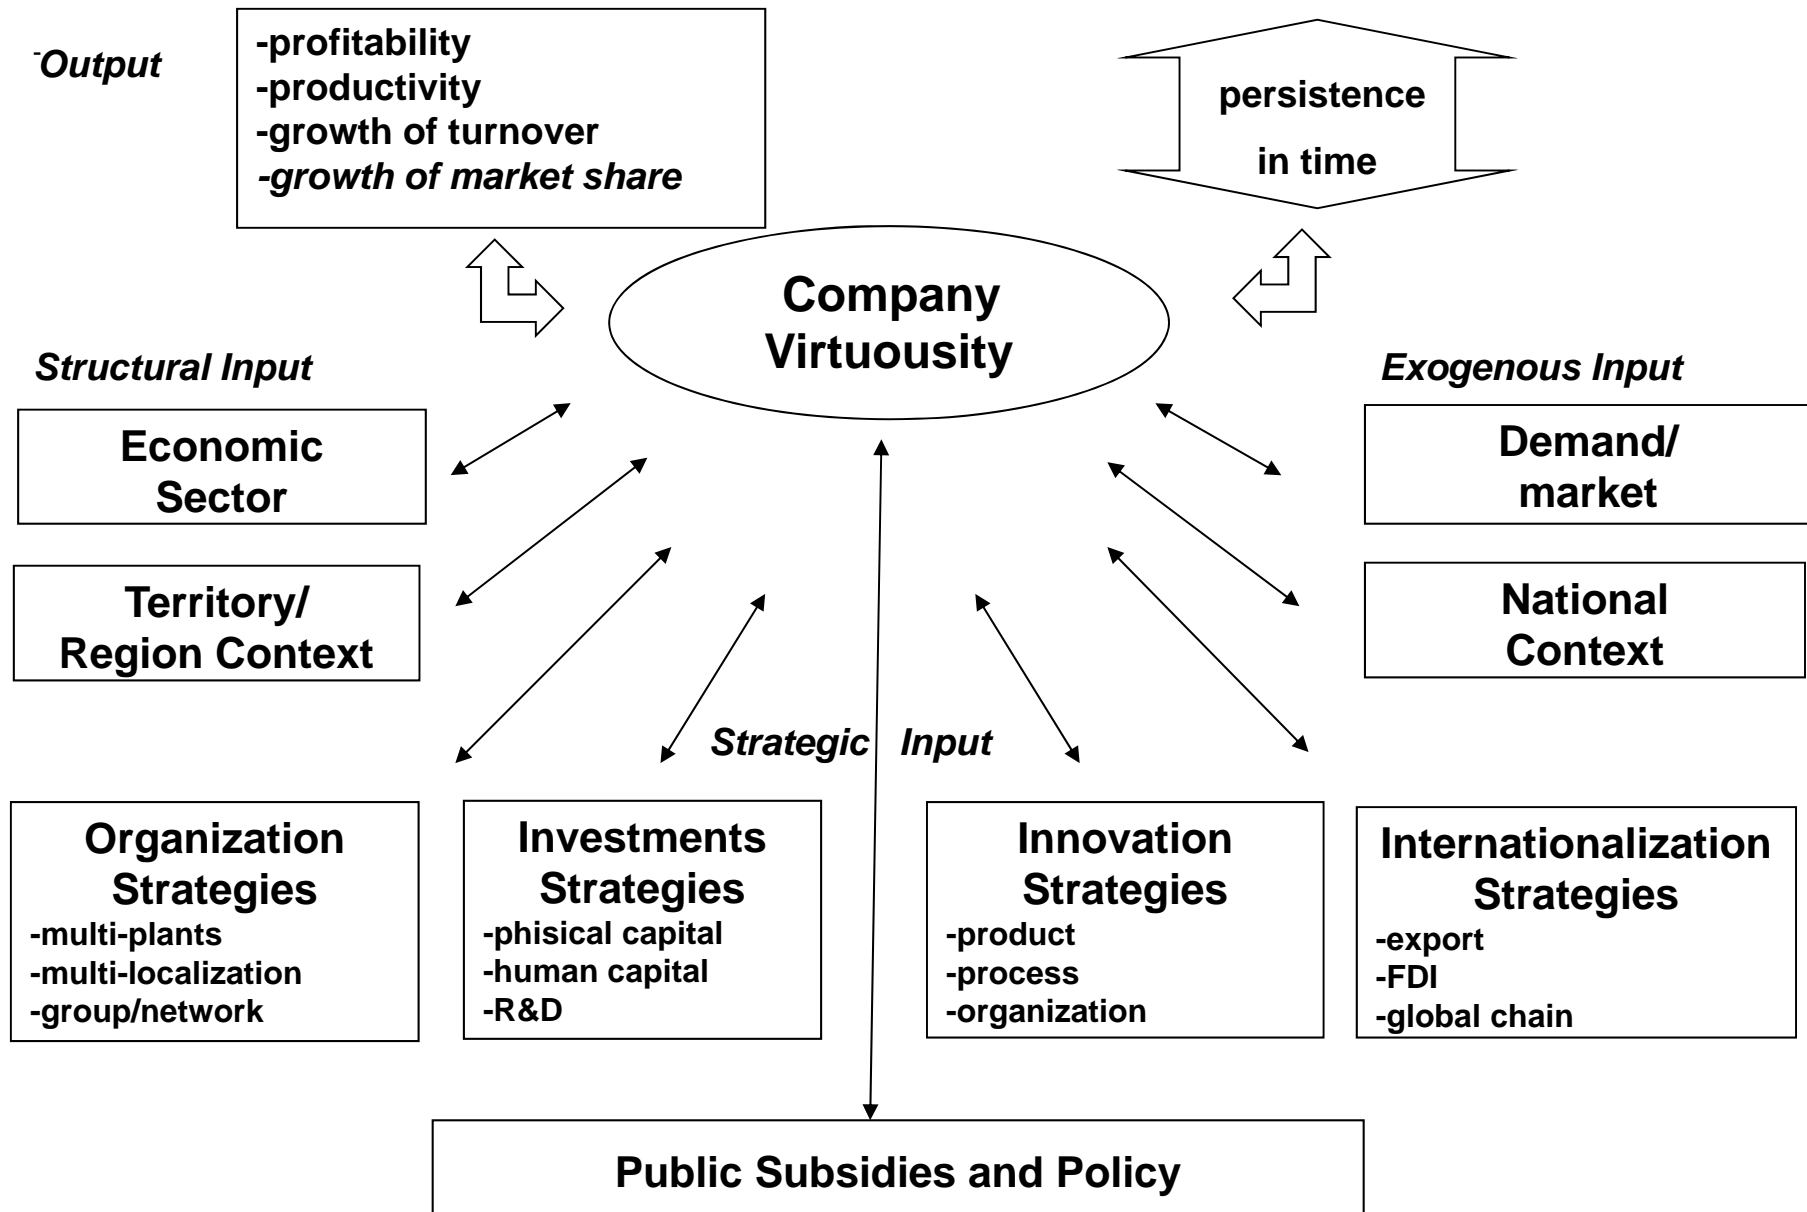 -Output
-profitability
-productivity
-growth of turnover
-growth of market share
persistence
in time
Company
Virtuousity
Structural Input
Economic
Sector
Territory/
Region Context
Exogenous Input
Demand/
market
National
Context
Strategic Input
Organization
Strategies
-multi-plants
-multi-localization
-group/network
Investments
Strategies
-phisical capital
-human capital
-R&D
Innovation
Strategies
-product
-process
-organization
Internationalization
Strategies
-export
-FDI
-global chain
Public Subsidies and Policy